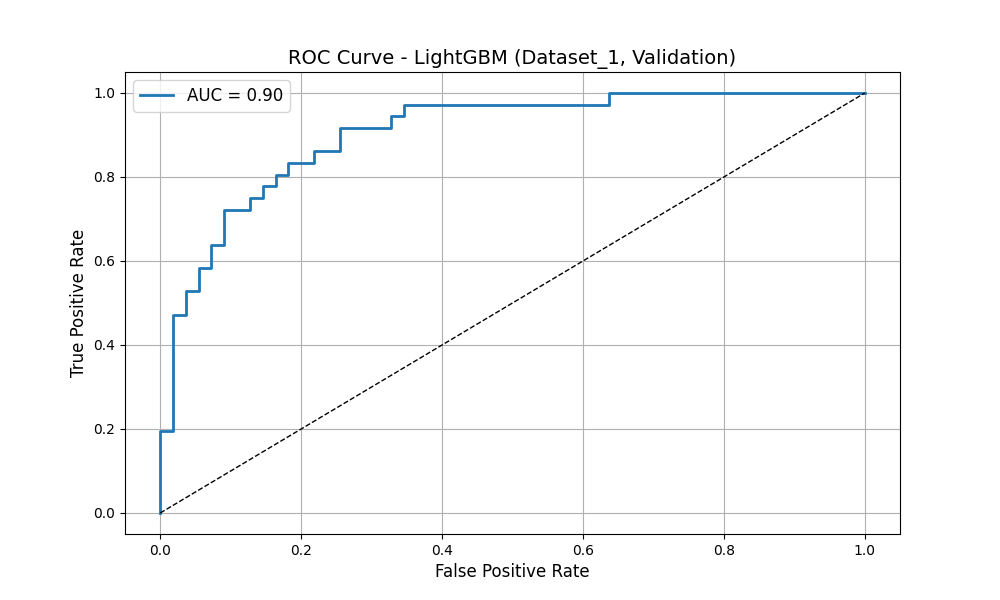 ROC Curve - LightGBM (Dataset_1, Validation)
AUC = 0.90
True Positive Rate
1.0
0.8
0.6
0.4
0.2
0.0
0.0 0.2 0.4 0.6 0.8 1.0
False Positive Rate